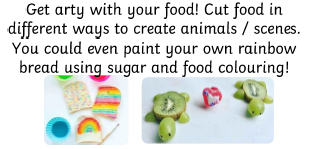 Get arty with your food! Cut food in
different ways to create animals / scenes.
You could even paint your own rainbow
bread using sugar and food colouring!